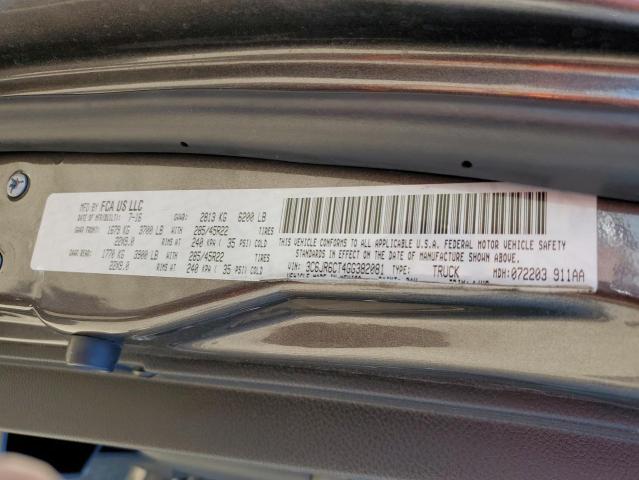 MFD BY FCA US LLC
DATE OF MFR(BUILT): 7-16 GVWR: 2813 KG 6200 LB
GAWR FRONT: 1679 KG 3700 LB WITH 285/45R22 TIRES
22X9.0 RIMS AT 240 KPA ( 35 PSI) COLD
GAWR REAR: 1770 KG 3900 LB WITH 285/45R22 TIRES
22X9.0 RIMS AT 240 KPA ( 35 PSI) COLD
THIS VEHICLE CONFORMS TO ALL APPLICABLE U.S.A. FEDERAL MOTOR VEHICLE SAFETY
STANDARDS IN EFFECT ON THE DATE OF MANUFACTURE SHOWN ABOVE.
VIN: 3C6JR6CT4GG382081 TYPE: TRUCK MDH: 072203 911AA